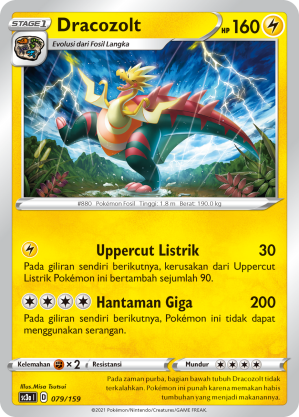 STAGE1 Dracozolt HP 160
Evolusi dari Fosil Langka
#880 Pokémon Fosil Tinggi: 1.8 m Berat: 190.0 kg
Uppercut Listrik 30
Pada giliran sendiri berikutnya, kerusakan dari Uppercut
Listrik Pokémon ini bertambah sejumlah 90.
Hantaman Giga 200
Pada giliran sendiri berikutnya, Pokémon ini tidak dapat
menggunakan serangan.
Kelemahan × 2 Resistansi Mundur
Illus. Misa Tsutsui
sc3a I D 079/159
Pada zaman purba, bagian bawah tubuh Dracozolt tidak
terkalahkan. Pokémon ini punah karena memakan habis
tumbuhan yang menjadi makanannya.
©2021 Pokémon/Nintendo/Creatures/GAME FREAK.